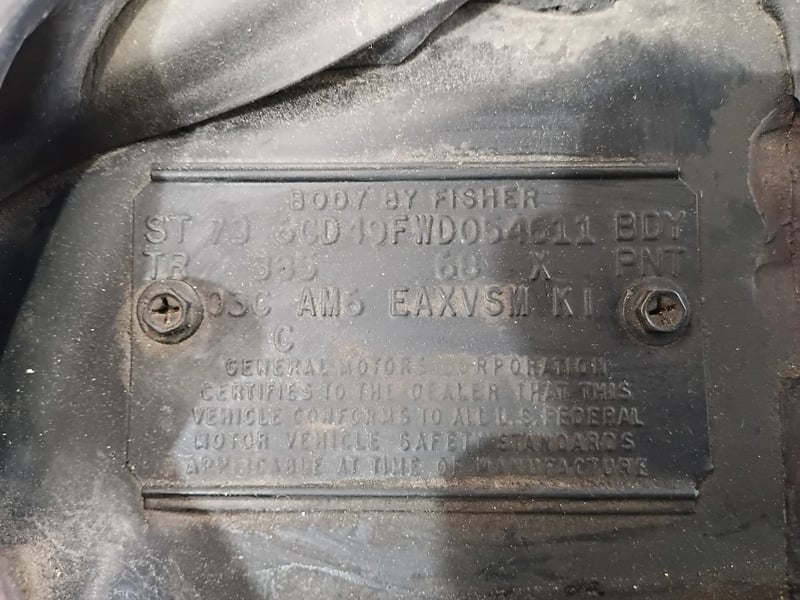 BODY BY FISHER
ST 73 6CD49FWD054611 BDY
TR 383 68 X PNT
03C AM6 EAXVSM K1
C
GENERAL MOTORS CORPORATION
CERTIFIES TO THE DEALER THAT THIS
VEHICLE CONFORMS TO ALL U.S. FEDERAL
MOTOR VEHICLE SAFETY STANDARDS
APPLICABLE AT TIME OF MANUFACTURE